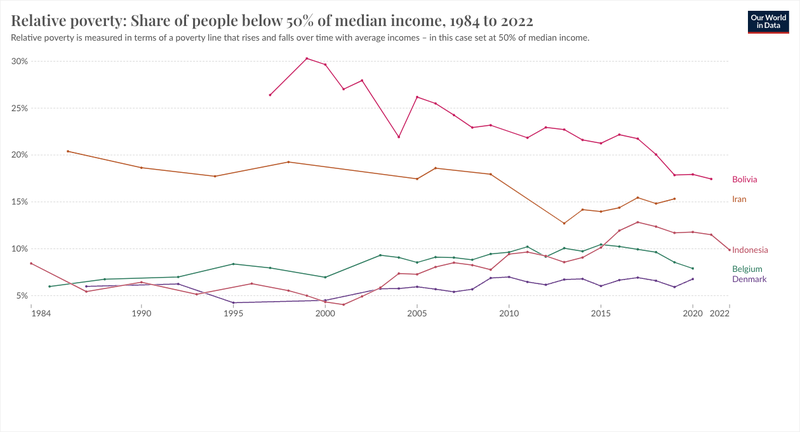 Relative poverty: Share of people below 50% of median income, 1984 to 2022
Relative poverty is measured in terms of a poverty line that rises and falls over time with average incomes – in this case set at 50% of median income.
Our World
in Data
30%
25%
20%
15%
10%
5%
Bolivia
Iran
Indonesia
Belgium
Denmark
1984 1990 1995 2000 2005 2010 2015 2020 2022